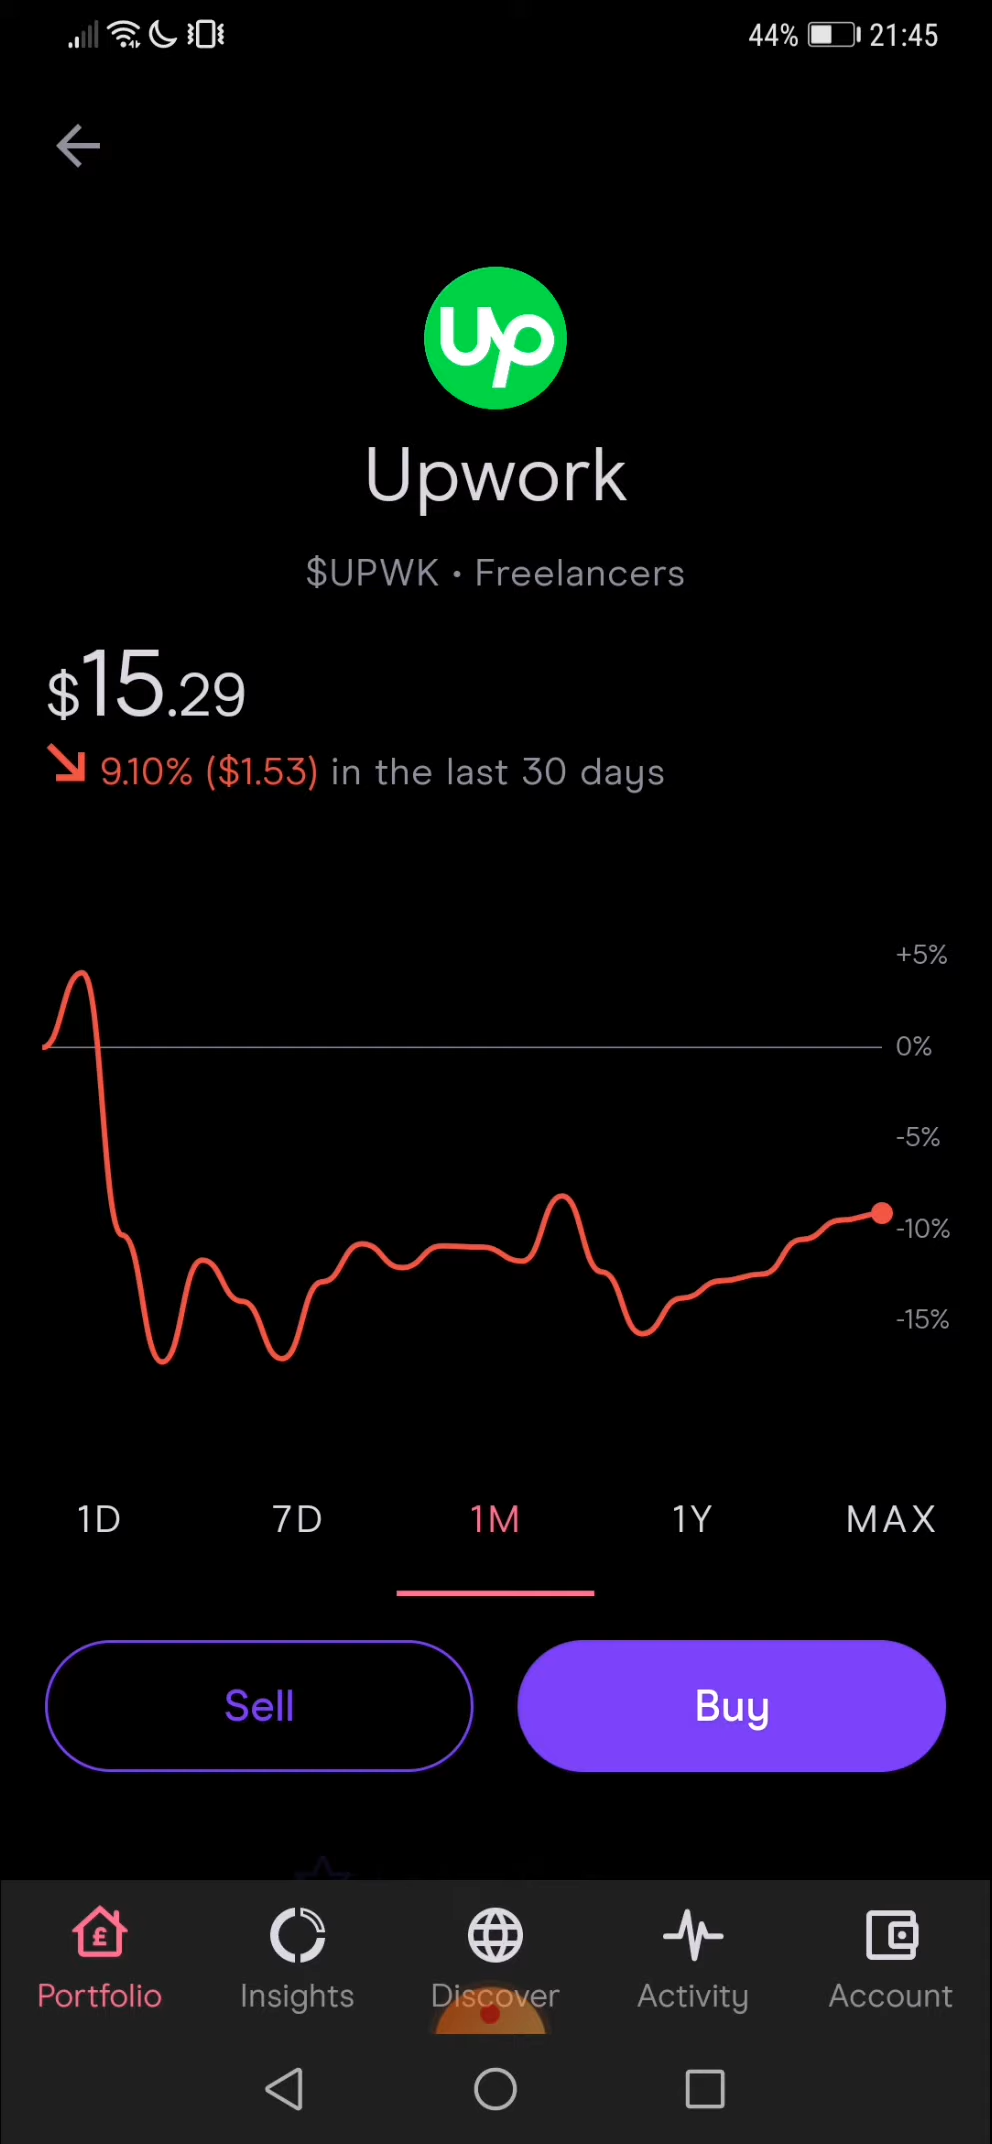 44% 21:45
up
Upwork
$UPWK • Freelancers
$15.29
9.10% ($1.53) in the last 30 days
+5%
0%
-5%
-10%
-15%
1D 7D 1M 1Y MAX
Sell Buy
£
Portfolio Insights Discover Activity Account